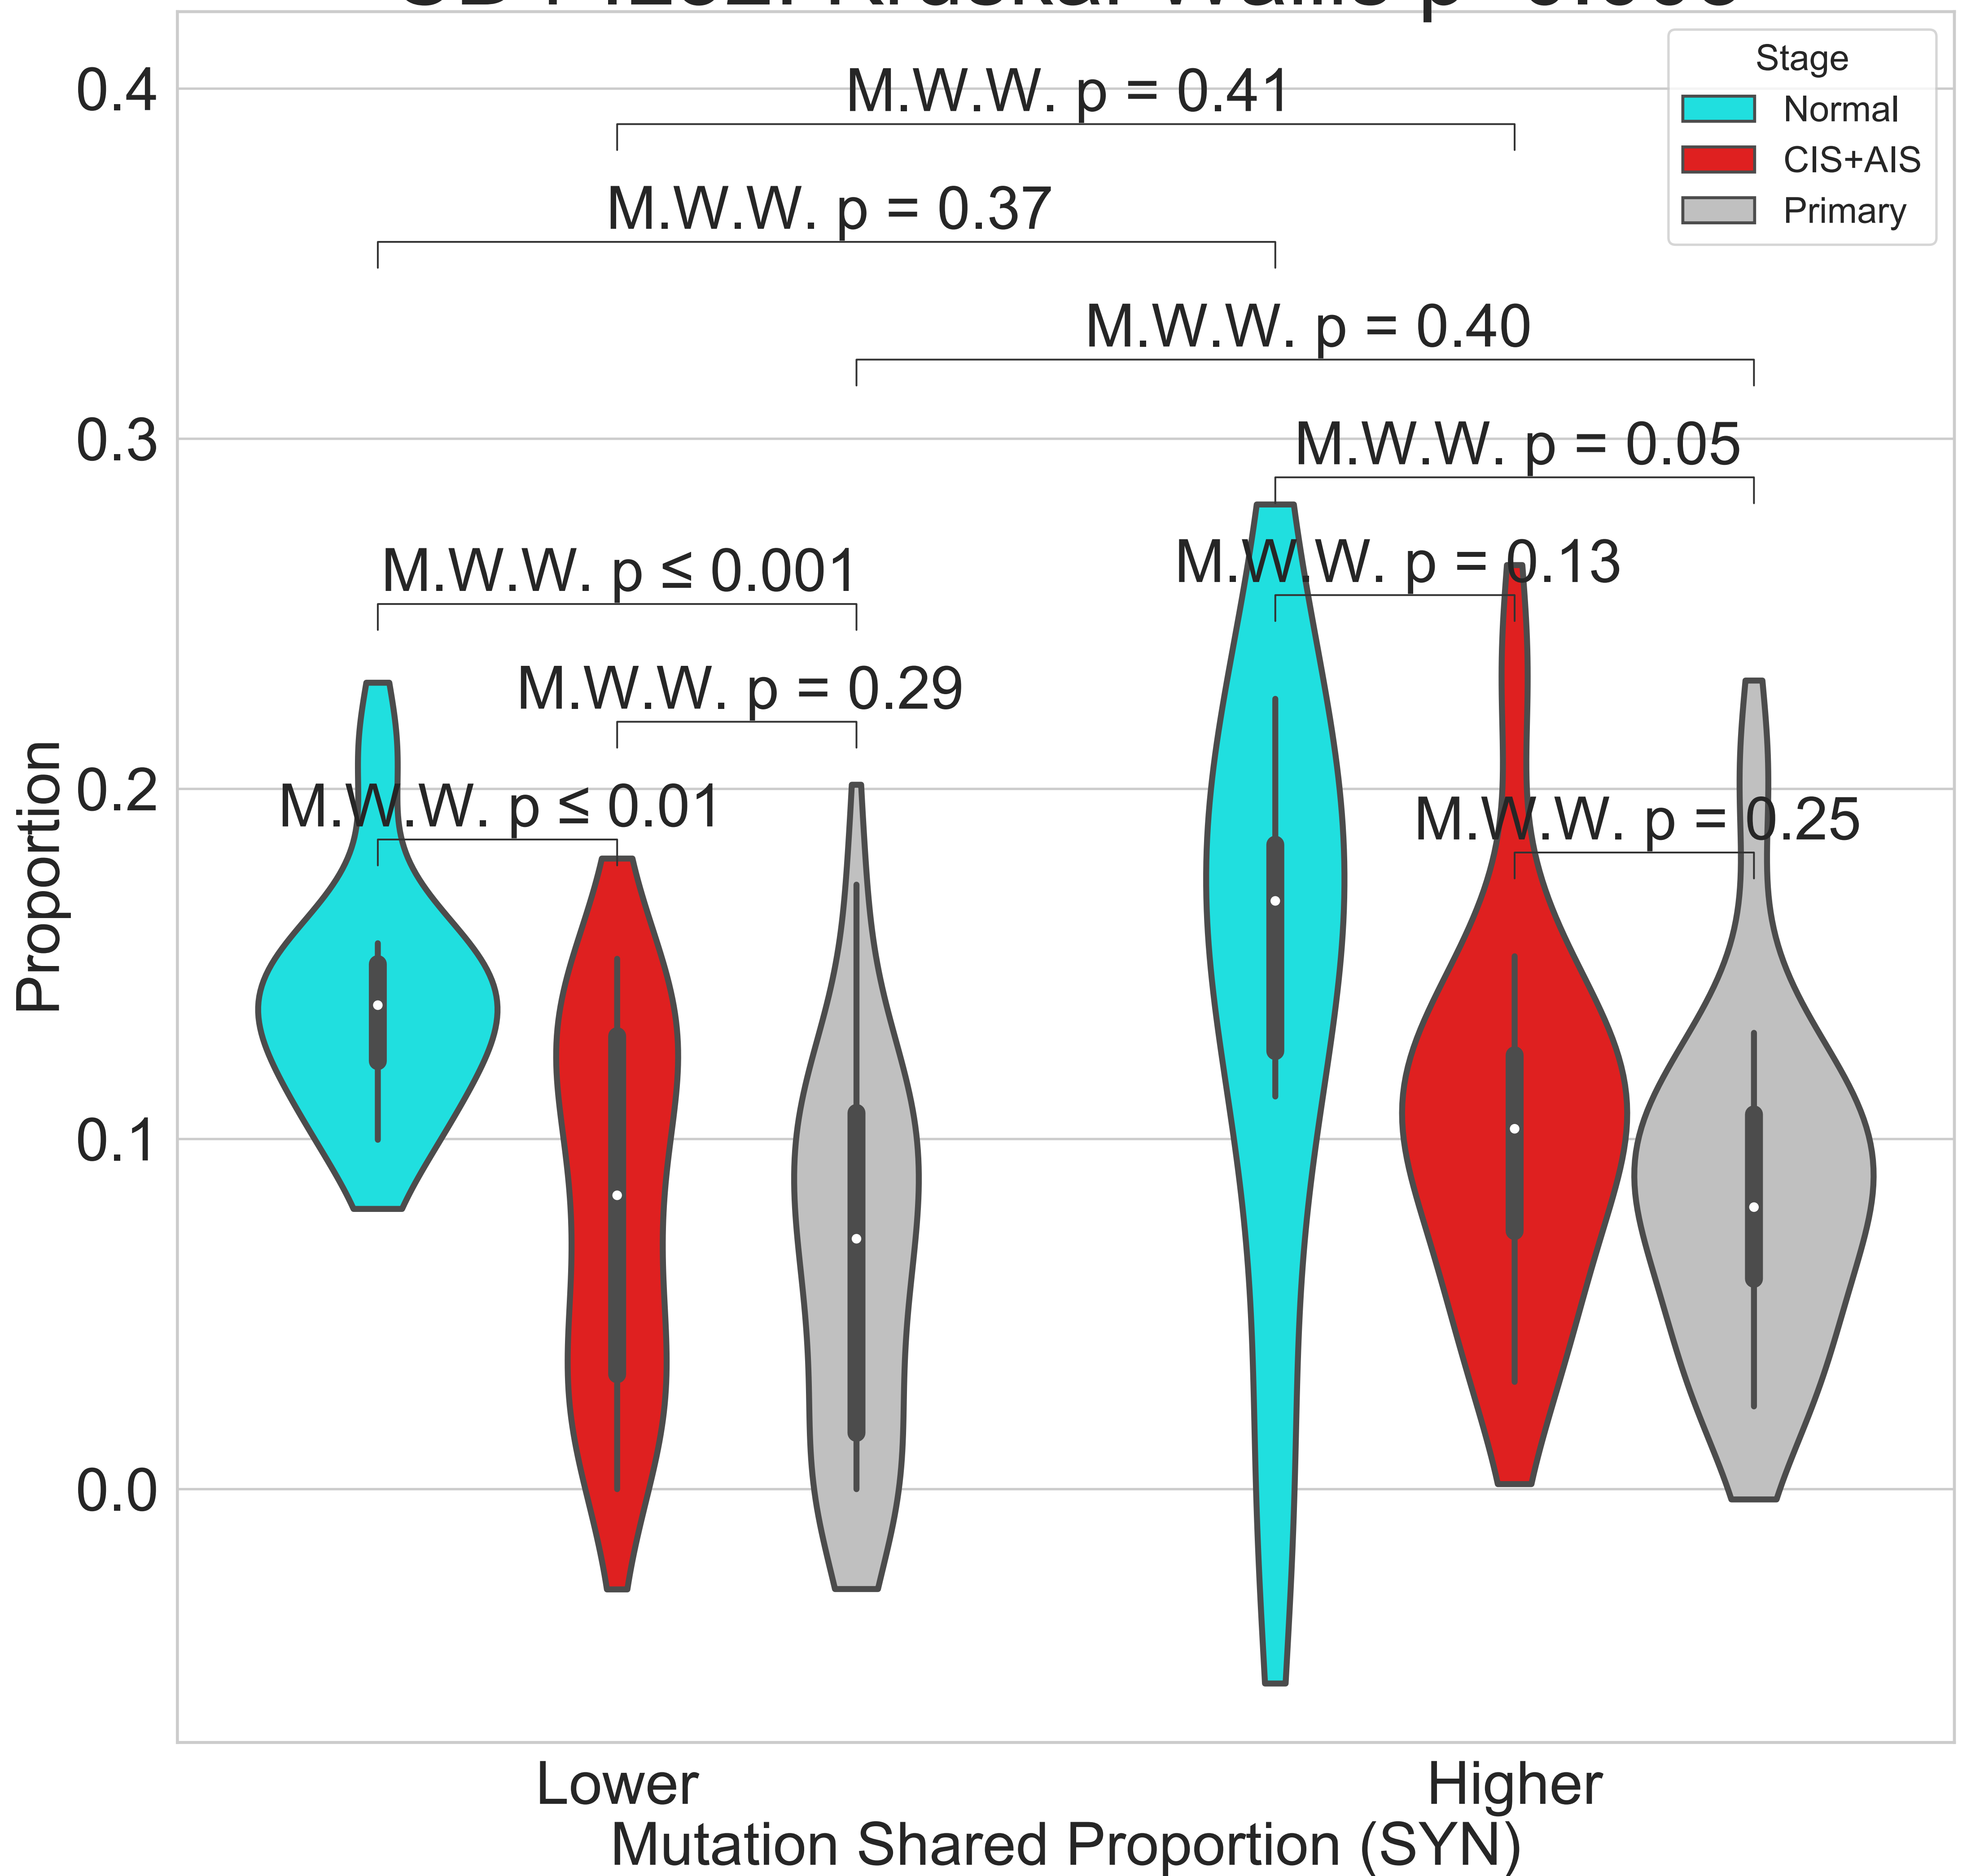 Stage
Normal
CIS+AIS
Primary
0.4
0.3
0.2
0.1
0.0
Proportion
M.W.W. p = 0.41
M.W.W. p = 0.37
M.W.W. p = 0.40
M.W.W. p = 0.05
M.W.W. p = 0.13
M.W.W. p ≤ 0.001
M.W.W. p = 0.29
M.W.W. p ≤ 0.01
M.W.W. p = 0.25
Lower
Higher
Mutation Shared Proportion (SYN)